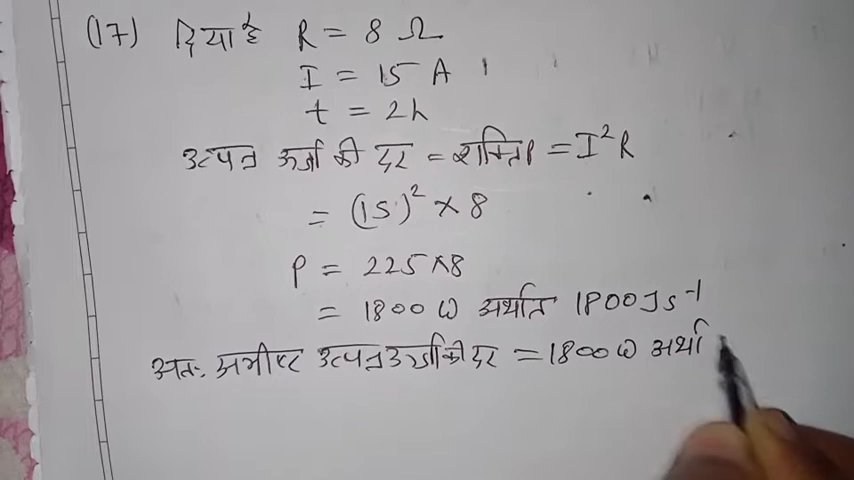 (17) दिया है R = 8 Ω
I = 15 A
t = 2h
उत्पन्न ऊर्जा की दर = शक्ति P = I²R
= (15)² × 8
P = 225 × 8
= 1800 W अर्थात 1800 J s⁻¹
अतः अभीष्ट उत्पन्न ऊर्जा की दर = 1800 W अर्था